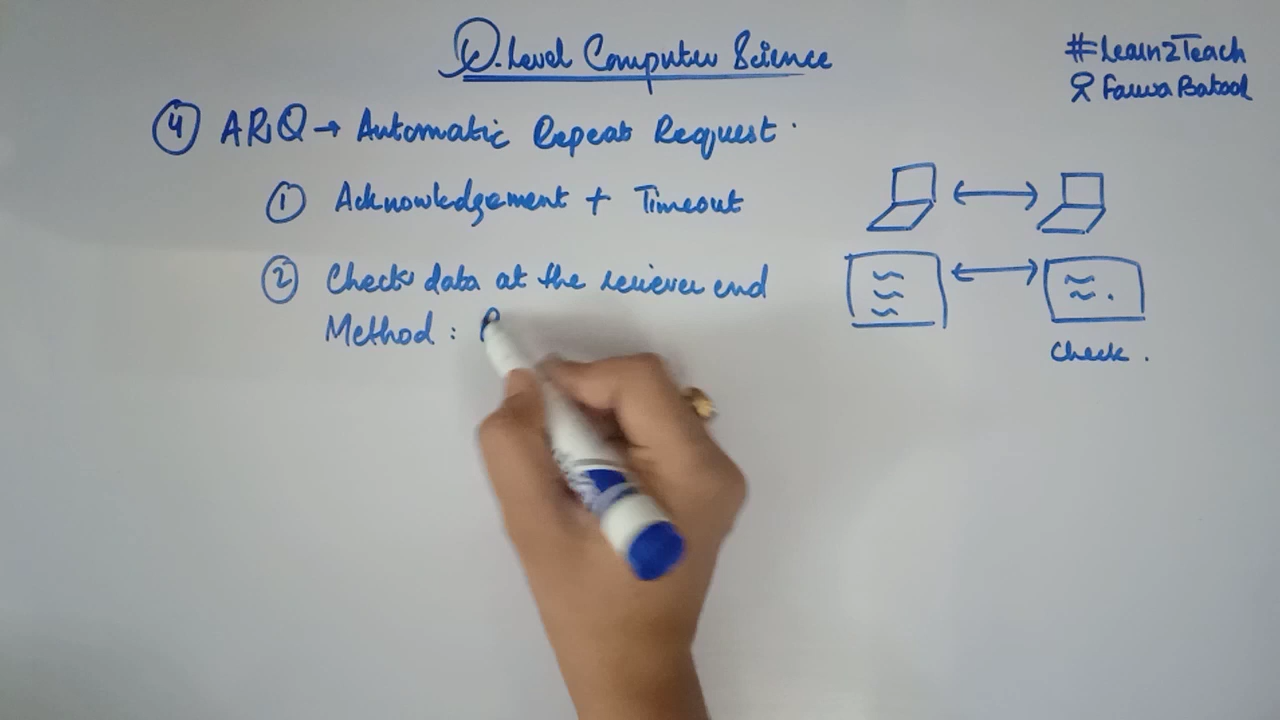 O. Level Computer Science
#Learn2Teach
Farwa Batool
4 ARQ → Automatic Repeat Request.
1 Acknowledgement + Timeout
2 Check data at the reciever end
Method :
check .